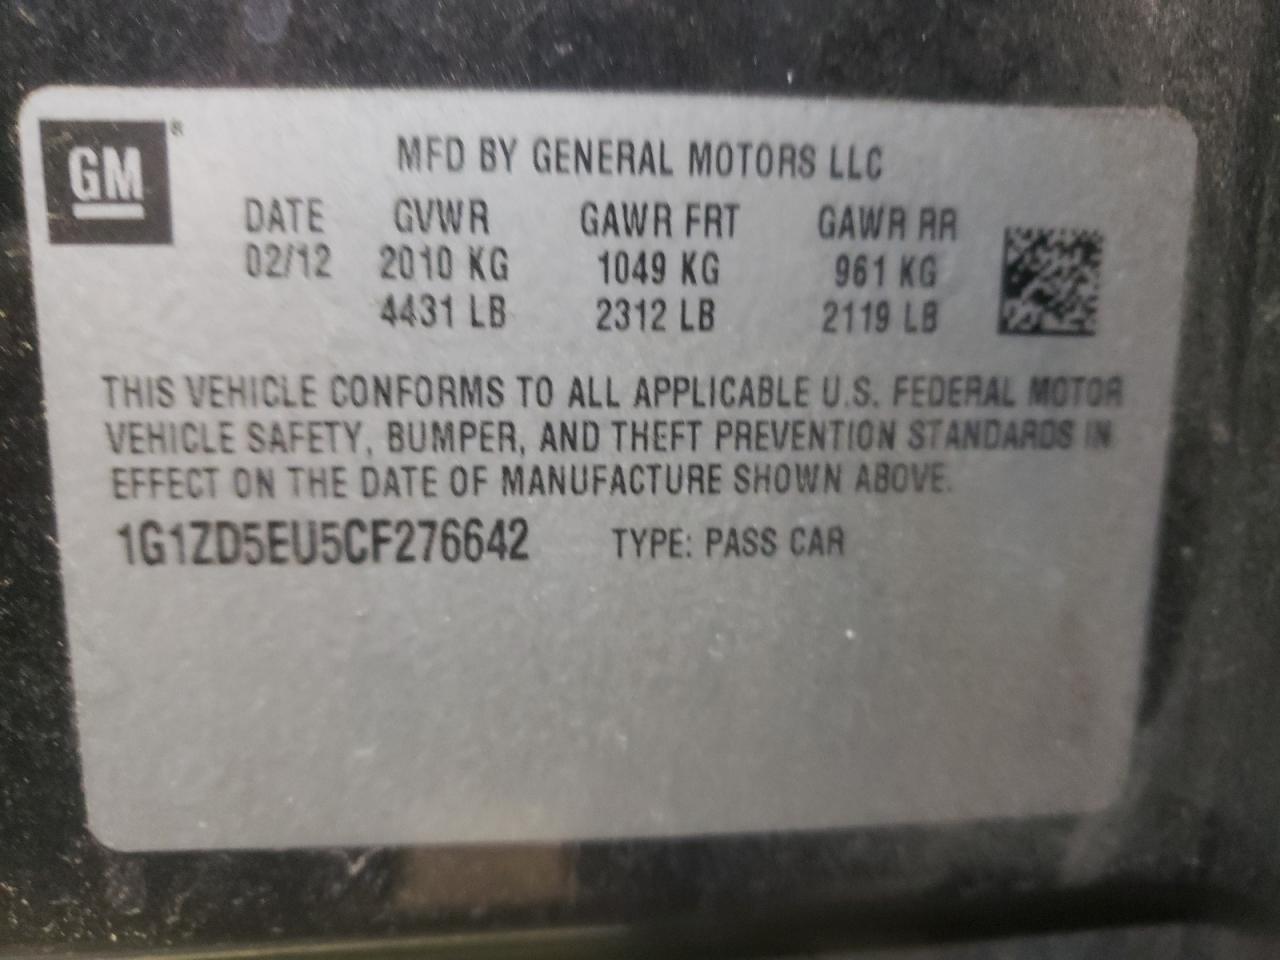 GM®
MFD BY GENERAL MOTORS LLC
DATE GVWR GAWR FRT GAWR RR
02/12 2010 KG 1049 KG 961 KG
4431 LB 2312 LB 2119 LB
THIS VEHICLE CONFORMS TO ALL APPLICABLE U.S. FEDERAL MOTOR
VEHICLE SAFETY, BUMPER, AND THEFT PREVENTION STANDARDS IN
EFFECT ON THE DATE OF MANUFACTURE SHOWN ABOVE.
1G1ZD5EU5CF276642 TYPE: PASS CAR